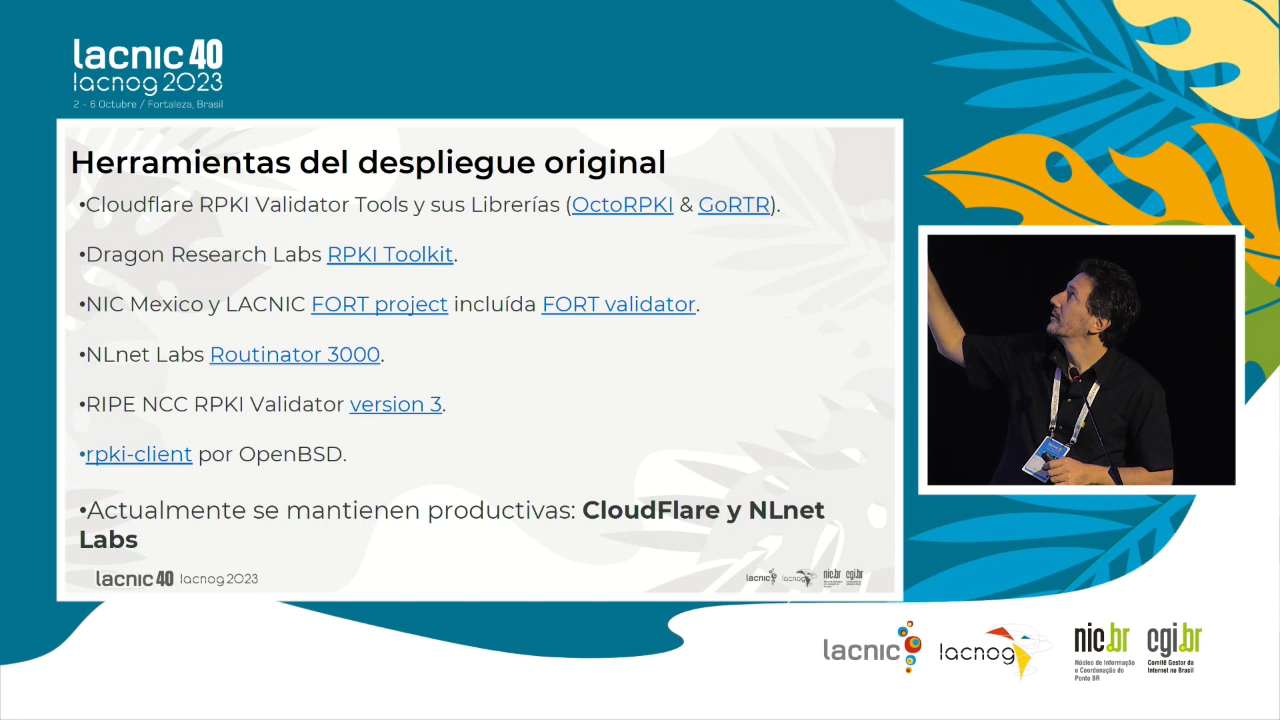 lacnic 40
lacnog 2023
2 - 6 Octubre / Fortaleza, Brasil
Herramientas del despliegue original
•Cloudflare RPKI Validator Tools y sus Librerías (OctoRPKI & GoRTR).
•Dragon Research Labs RPKI Toolkit.
•NIC Mexico y LACNIC FORT project incluída FORT validator.
•NLnet Labs Routinator 3000.
•RIPE NCC RPKI Validator version 3.
•rpki-client por OpenBSD.
•Actualmente se mantienen productivas: CloudFlare y NLnet
Labs
lacnic 40 lacnog 2023
lacnic lacnog nic.br cgi.br
lacnic lacnog nic.br cgi.br
Núcleo de Informação
e Coordenação do
Ponto BR
Comitê Gestor da
Internet no Brasil